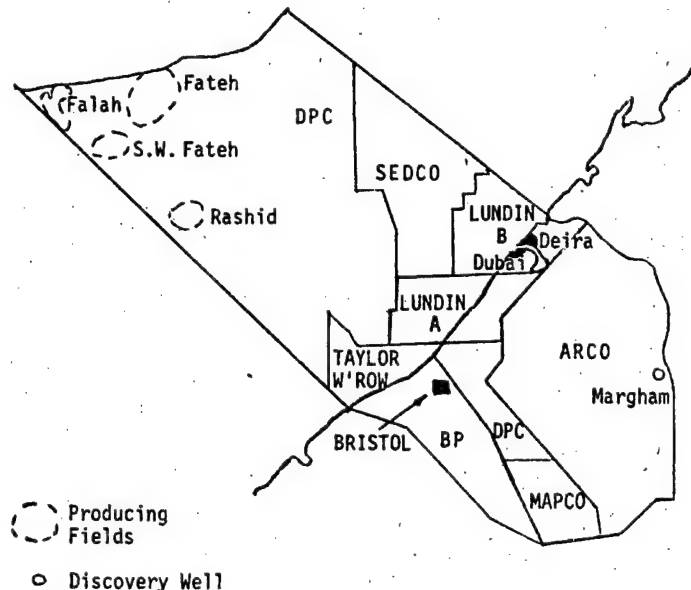 Fateh
Falah
DPC
S.W. Fateh
SEDCO
Rashid
LUNDIN
B
Deira
Dubai
LUNDIN
A
TAYLOR
W'ROW
ARCO
Margham
BRISTOL
BP
DPC
MAPCO
Producing
Fields
Discovery Well